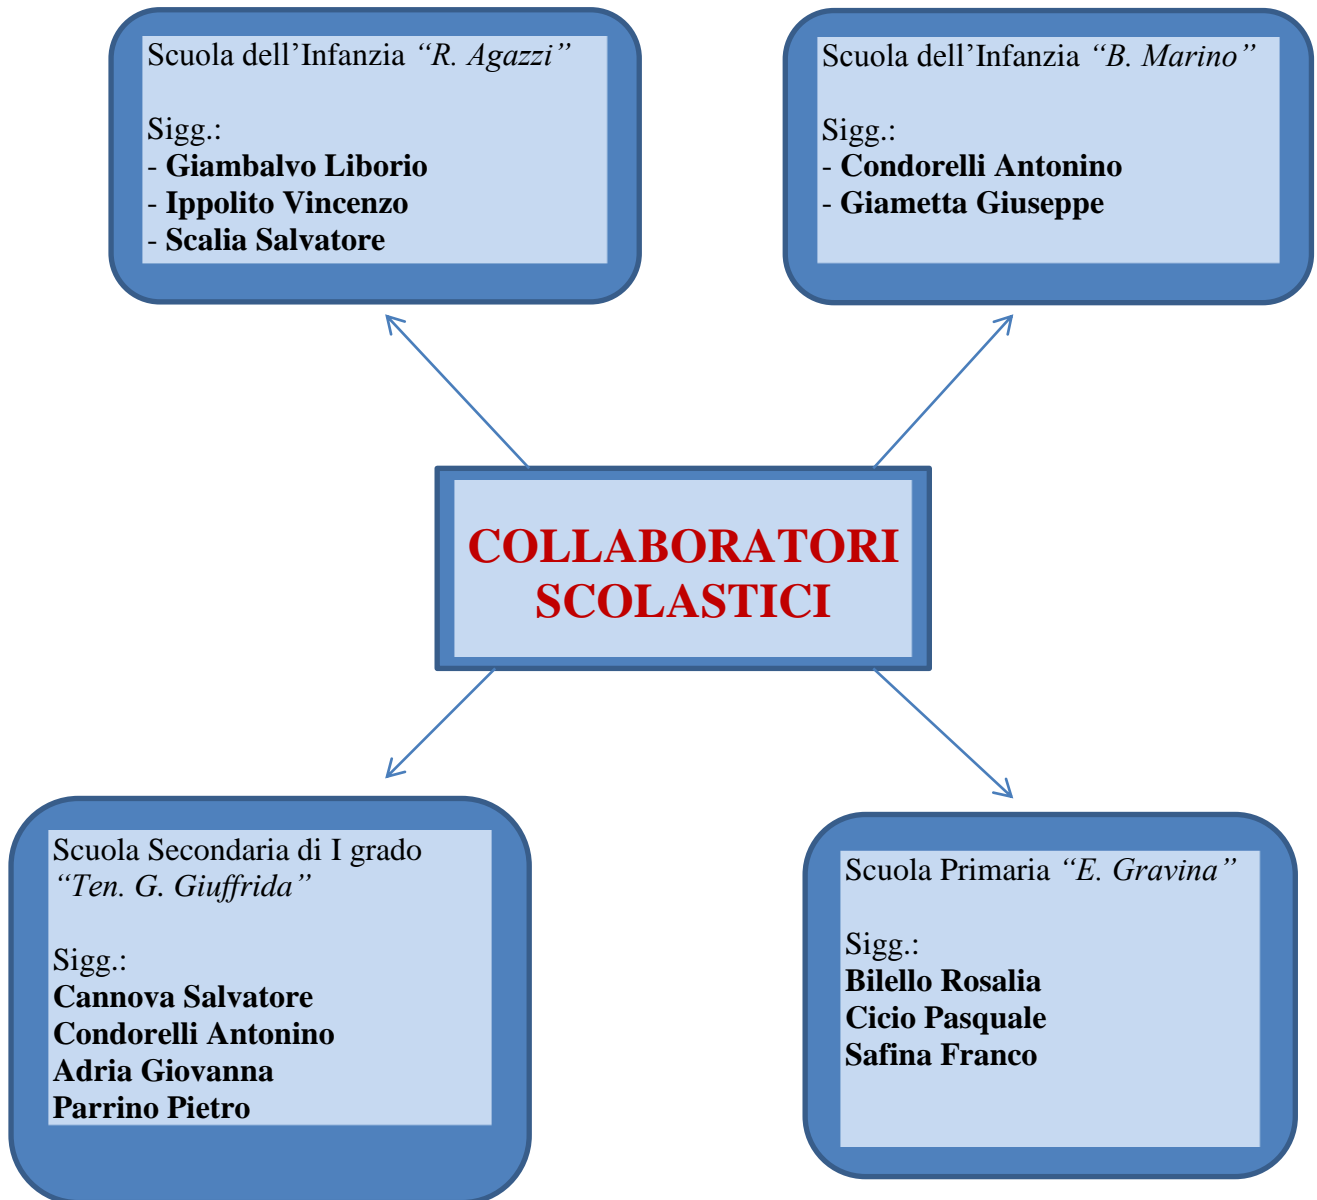 Scuola dell’Infanzia “R. Agazzi”
Sigg.:
- Giambalvo Liborio
- Ippolito Vincenzo
- Scalia Salvatore
Scuola dell’Infanzia “B. Marino”
Sigg.:
- Condorelli Antonino
- Giametta Giuseppe
COLLABORATORI
SCOLASTICI
Scuola Secondaria di I grado
“Ten. G. Giuffrida”
Sigg.:
Cannova Salvatore
Condorelli Antonino
Adria Giovanna
Parrino Pietro
Scuola Primaria “E. Gravina”
Sigg.:
Bilello Rosalia
Cicio Pasquale
Safina Franco